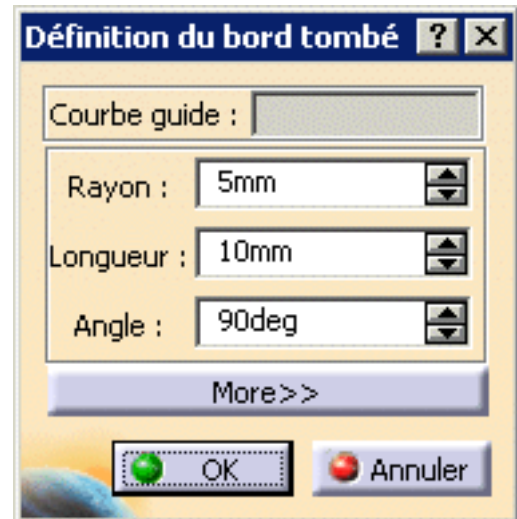 Définition du bord tombé ? X
Courbe guide :
Rayon : 5mm
Longueur : 10mm
Angle : 90deg
More>>
OK Annuler